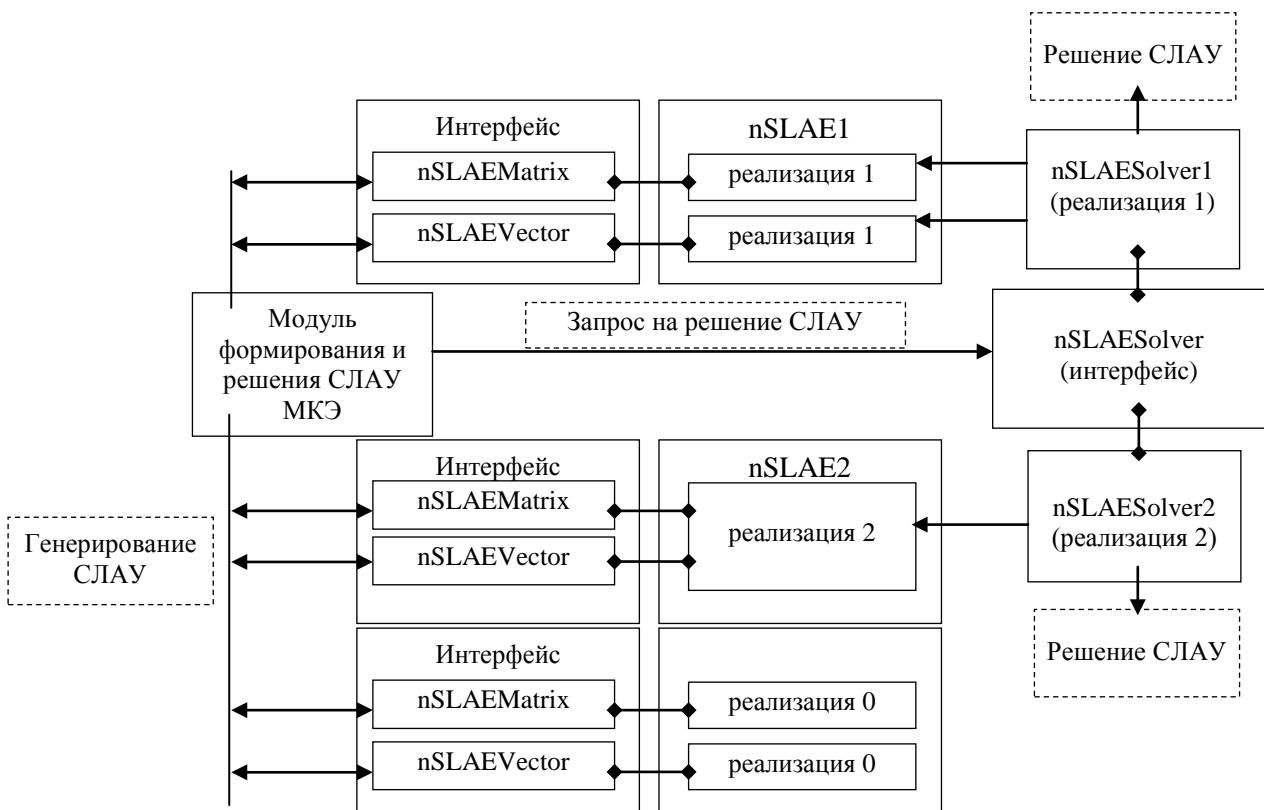 Решение СЛАУ
Интерфейс
nSLAEMatrix
nSLAEVector
nSLAE1
реализация 1
реализация 1
nSLAESolver1
(реализация 1)
Модуль
формирования и
решения СЛАУ
МКЭ
Запрос на решение СЛАУ
nSLAESolver
(интерфейс)
Генерирование
СЛАУ
Интерфейс
nSLAEMatrix
nSLAEVector
nSLAE2
реализация 2
nSLAESolver2
(реализация 2)
Решение СЛАУ
Интерфейс
nSLAEMatrix
nSLAEVector
реализация 0
реализация 0